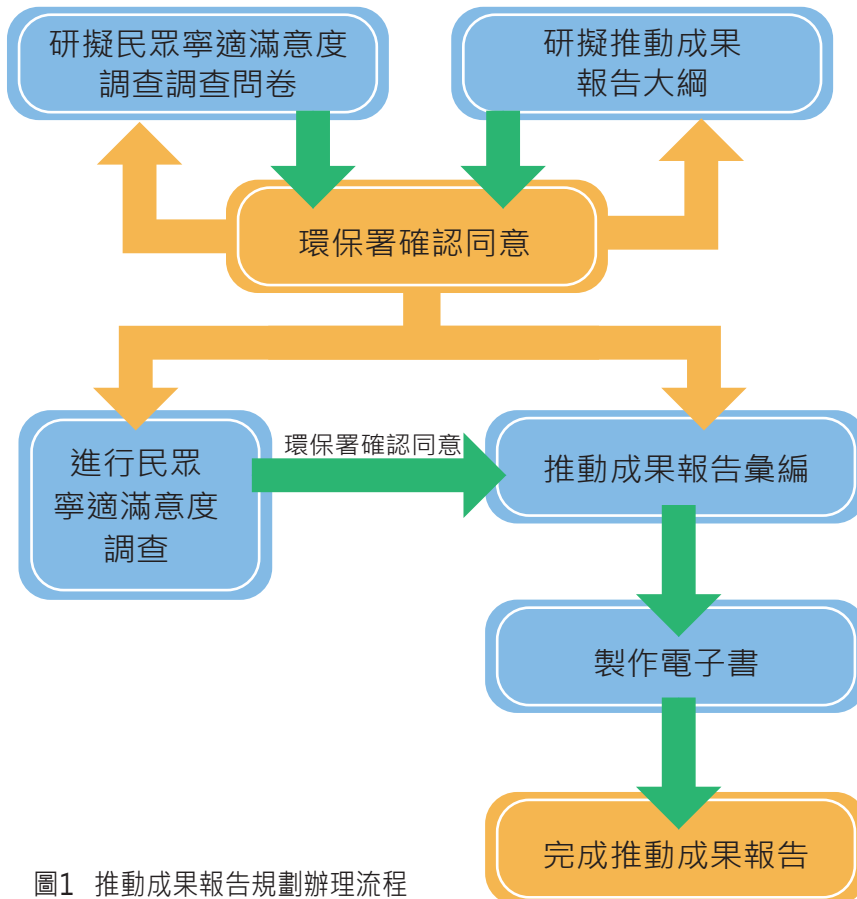 研擬民眾寧適滿意度
調查調查問卷
研擬推動成果
報告大綱
環保署確認同意
進行民眾
寧適滿意度
調查
環保署確認同意
推動成果報告彙編
製作電子書
完成推動成果報告
圖1 推動成果報告規劃辦理流程